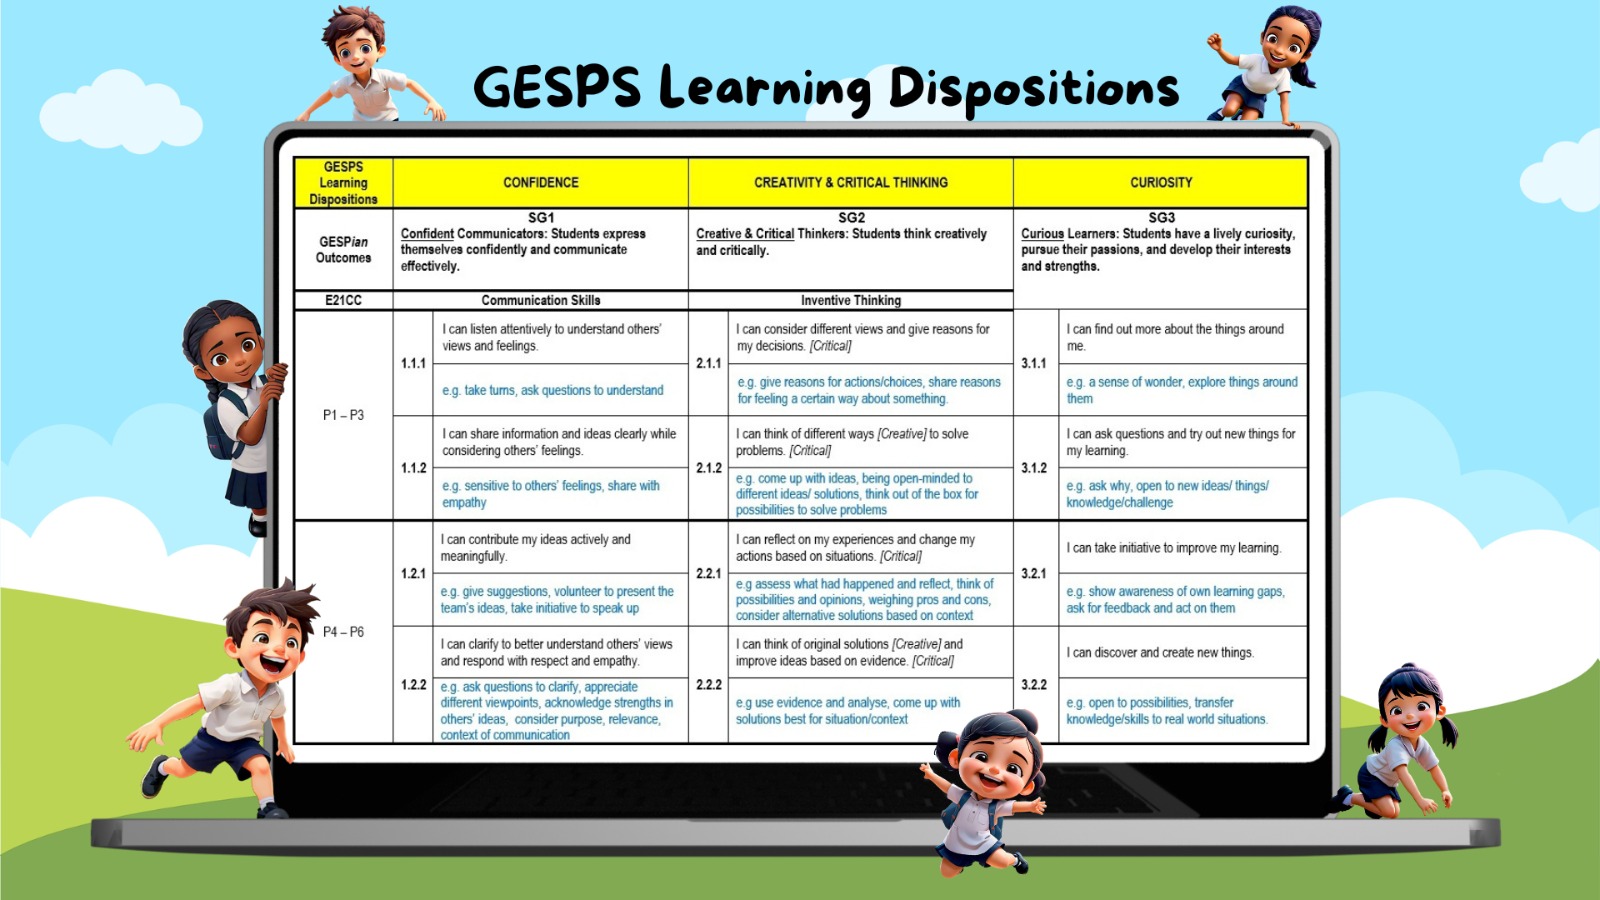 GESPS Learning Dispositions
GESPS
Learning
Dispositions
CONFIDENCE
CREATIVITY & CRITICAL THINKING
CURIOSITY
GESPian
Outcomes
SG1
Confident Communicators: Students express
themselves confidently and communicate
effectively.
SG2
Creative & Critical Thinkers: Students think creatively
and critically.
SG3
Curious Learners: Students have a lively curiosity,
pursue their passions, and develop their interests
and strengths.
E21CC
Communication Skills
Inventive Thinking
P1 – P3
1.1.1
I can listen attentively to understand others'
views and feelings.
e.g. take turns, ask questions to understand
2.1.1
I can consider different views and give reasons for
my decisions. [Critical]
e.g. give reasons for actions/choices, share reasons
for feeling a certain way about something.
3.1.1
I can find out more about the things around
me.
e.g. a sense of wonder, explore things around
them
1.1.2
I can share information and ideas clearly while
considering others' feelings.
e.g. sensitive to others' feelings, share with
empathy
2.1.2
I can think of different ways [Creative] to solve
problems. [Critical]
e.g. come up with ideas, being open-minded to
different ideas/ solutions, think out of the box for
possibilities to solve problems
3.1.2
I can ask questions and try out new things for
my learning.
e.g. ask why, open to new ideas/ things/
knowledge/challenge
P4 – P6
1.2.1
I can contribute my ideas actively and
meaningfully.
e.g. give suggestions, volunteer to present the
team's ideas, take initiative to speak up
2.2.1
I can reflect on my experiences and change my
actions based on situations. [Critical]
e.g assess what had happened and reflect, think of
possibilities and opinions, weighing pros and cons,
consider alternative solutions based on context
3.2.1
I can take initiative to improve my learning.
e.g. show awareness of own learning gaps,
ask for feedback and act on them
1.2.2
I can clarify to better understand others' views
and respond with respect and empathy.
e.g. ask questions to clarify, appreciate
different viewpoints, acknowledge strengths in
others' ideas, consider purpose, relevance,
context of communication
2.2.2
I can think of original solutions [Creative] and
improve ideas based on evidence. [Critical]
e.g use evidence and analyse, come up with
solutions best for situation/context
3.2.2
I can discover and create new things.
e.g. open to possibilities, transfer
knowledge/skills to real world situations.